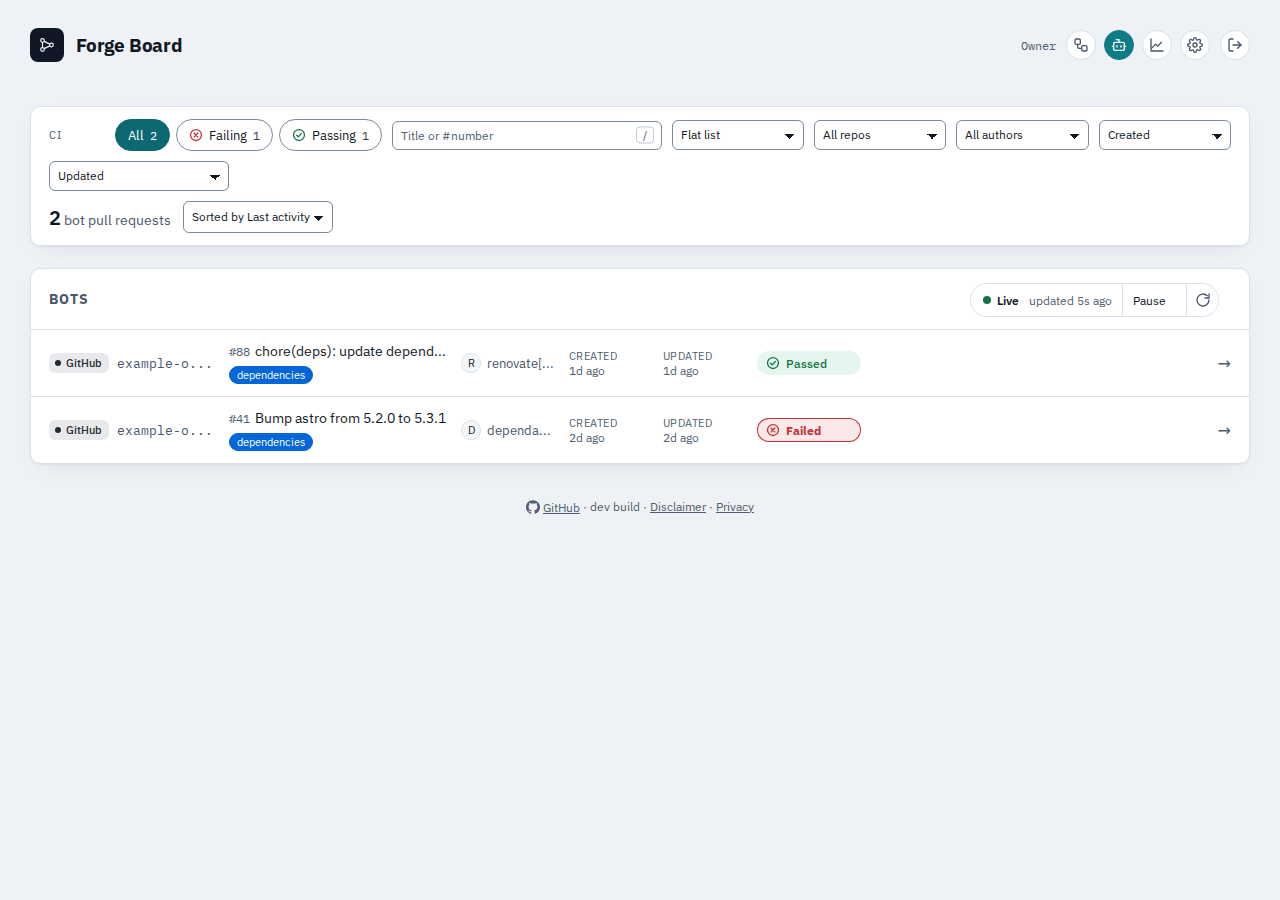 Forge Board
Owner
CI
All 2
Failing 1
Passing 1
Title or #number
/
Flat list
All repos
All authors
Created
Updated
2 bot pull requests
Sorted by Last activity
BOTS
Live updated 5s ago
Pause
GitHub
example-o...
#88 chore(deps): update depend...
dependencies
R renovate[...
CREATED
1d ago
UPDATED
1d ago
Passed
→
GitHub
example-o...
#41 Bump astro from 5.2.0 to 5.3.1
dependencies
D dependa...
CREATED
2d ago
UPDATED
2d ago
Failed
→
GitHub · dev build · Disclaimer · Privacy